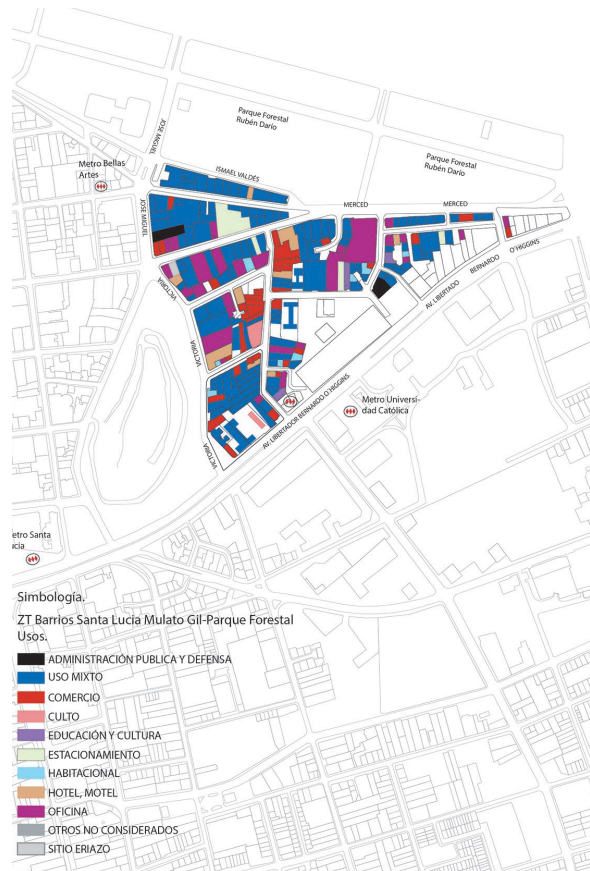 Parque Forestal
Rubén Darío
JOSE MIGUEL
Metro Bellas
Artes
ISMAEL VALDÉS
Parque Forestal
Rubén Darío
JOSE MIGUEL
MERCED
MERCED
VICTORIA
AV. LIBERTADO
BERNARDO
O'HIGGINS
VICTORIA
Metro Universi-
dad Católica
AV. LIBERTADOR BERNARDO O'HIGGINS
VICTORIA
etro Santa
ucia
Simbología.
ZT Barrios Santa Lucia Mulato Gil-Parque Forestal
Usos.
ADMINISTRACIÓN PUBLICA Y DEFENSA
USO MIXTO
COMERCIO
CULTO
EDUCACIÓN Y CULTURA
ESTACIONAMIENTO
HABITACIONAL
HOTEL, MOTEL
OFICINA
OTROS NO CONSIDERADOS
SITIO ERIAZO